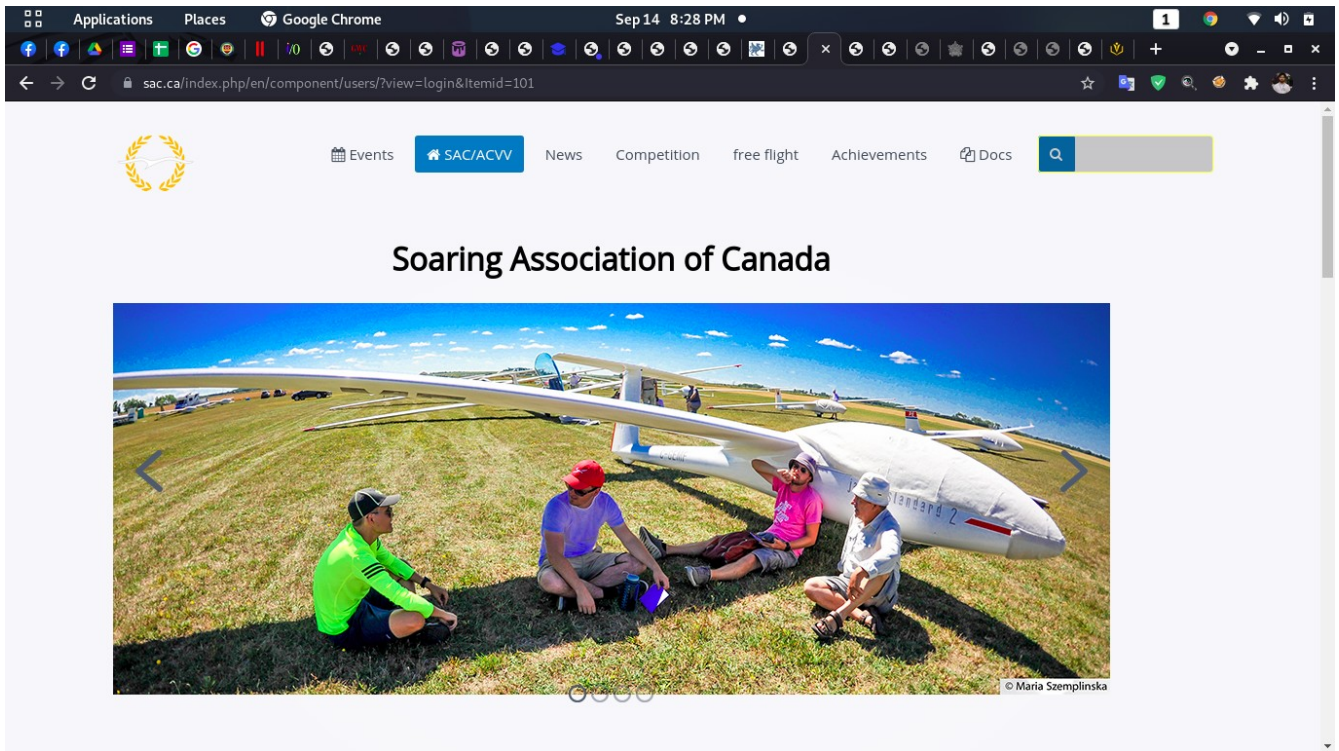 Applications Places Google Chrome Sep 14 8:28 PM 1
sac.ca/index.php/en/component/users/?view=login&Itemid=101
Events SAC/ACVV News Competition free flight Achievements Docs
Soaring Association of Canada
standard 2
© Maria Szemplinska